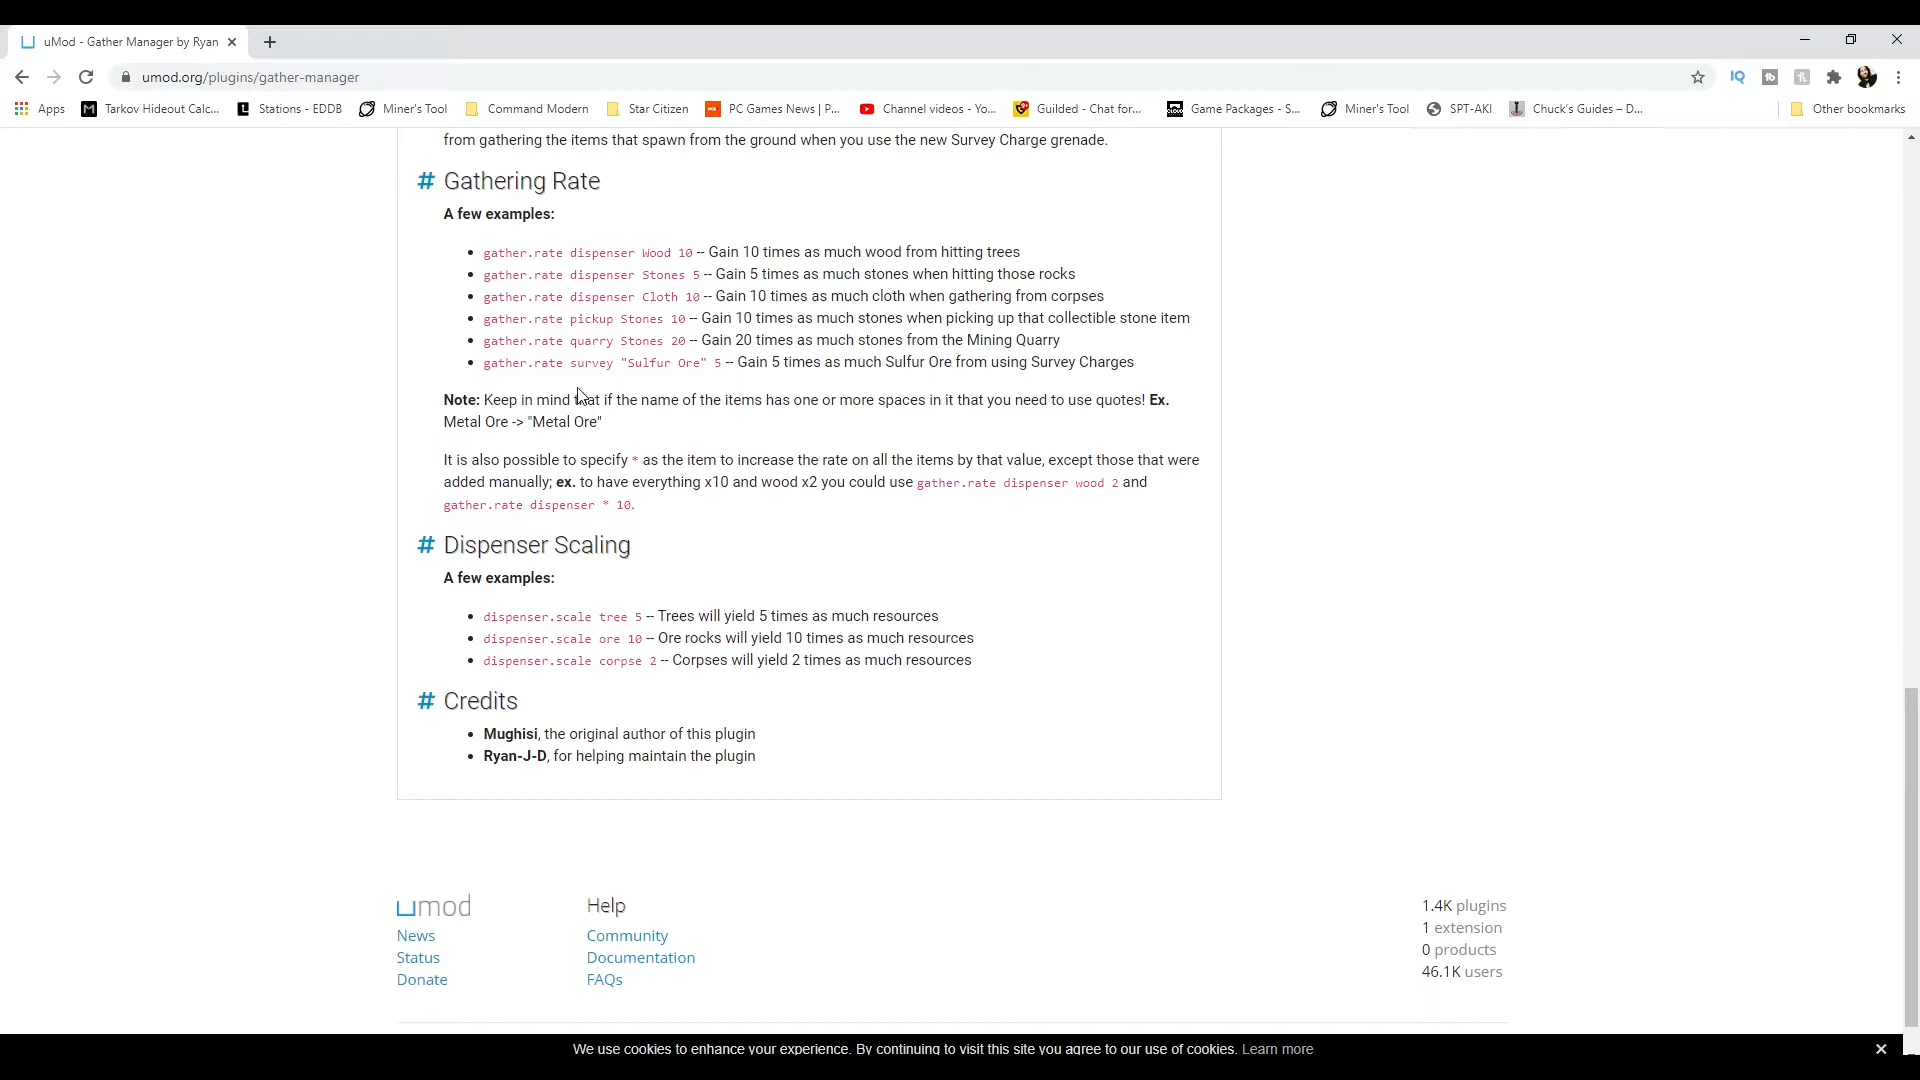 uMod - Gather Manager by Ryan
umod.org/plugins/gather-manager
Apps Tarkov Hideout Calc... Stations - EDDB Miner's Tool Command Modern Star Citizen PC Games News | P... Channel videos - Yo... Guilded - Chat for... Game Packages - S... Miner's Tool SPT-AKI Chuck's Guides – D... Other bookmarks
from gathering the items that spawn from the ground when you use the new Survey Charge grenade.
# Gathering Rate
A few examples:
• gather.rate dispenser Wood 10 -- Gain 10 times as much wood from hitting trees
• gather.rate dispenser Stones 5 -- Gain 5 times as much stones when hitting those rocks
• gather.rate dispenser Cloth 10 -- Gain 10 times as much cloth when gathering from corpses
• gather.rate pickup Stones 10 -- Gain 10 times as much stones when picking up that collectible stone item
• gather.rate quarry Stones 20 -- Gain 20 times as much stones from the Mining Quarry
• gather.rate survey "Sulfur Ore" 5 -- Gain 5 times as much Sulfur Ore from using Survey Charges
Note: Keep in mind that if the name of the items has one or more spaces in it that you need to use quotes! Ex.
Metal Ore -> "Metal Ore"
It is also possible to specify * as the item to increase the rate on all the items by that value, except those that were
added manually; ex. to have everything x10 and wood x2 you could use gather.rate dispenser wood 2 and
gather.rate dispenser * 10.
# Dispenser Scaling
A few examples:
• dispenser.scale tree 5 -- Trees will yield 5 times as much resources
• dispenser.scale ore 10 -- Ore rocks will yield 10 times as much resources
• dispenser.scale corpse 2 -- Corpses will yield 2 times as much resources
# Credits
• Mughisi, the original author of this plugin
• Ryan-J-D, for helping maintain the plugin
umod
News
Status
Donate
Help
Community
Documentation
FAQs
1.4K plugins
1 extension
0 products
46.1K users
We use cookies to enhance your experience. By continuing to visit this site you agree to our use of cookies. Learn more